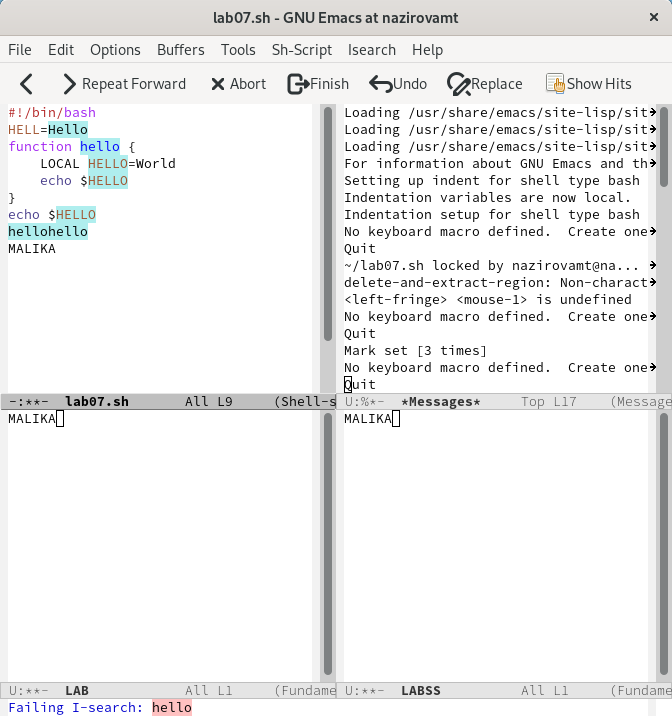 lab07.sh - GNU Emacs at nazirovamt
File Edit Options Buffers Tools Sh-Script Isearch Help
Repeat Forward Abort Finish Undo Replace Show Hits
#!/bin/bash
HELL=Hello
function hello {
    LOCAL HELLO=World
    echo $HELLO
}
echo $HELLO
hellohello
MALIKA
-:**-  lab07.sh       All L9     (Shell-s
Loading /usr/share/emacs/site-lisp/sit
Loading /usr/share/emacs/site-lisp/sit
Loading /usr/share/emacs/site-lisp/sit
For information about GNU Emacs and th
Setting up indent for shell type bash
Indentation variables are now local.
Indentation setup for shell type bash
No keyboard macro defined.  Create one
Quit
~/lab07.sh locked by nazirovamt@na...
delete-and-extract-region: Non-charact
<left-fringe> <mouse-1> is undefined
No keyboard macro defined.  Create one
Quit
Mark set [3 times]
No keyboard macro defined.  Create one
Quit
U:%*-  *Messages*     Top L17    (Message
MALIKA
U:**-  LAB            All L1     (Fundame
MALIKA
U:**-  LABSS          All L1     (Fundame
Failing I-search: hello